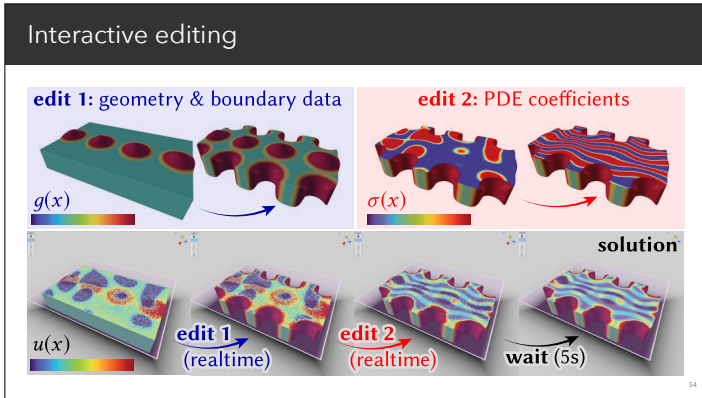 Interactive editing
edit 1: geometry & boundary data
g(x)
edit 2: PDE coefficients
σ(x)
solution
u(x)
edit 1
(realtime)
edit 2
(realtime)
wait (5s)
54